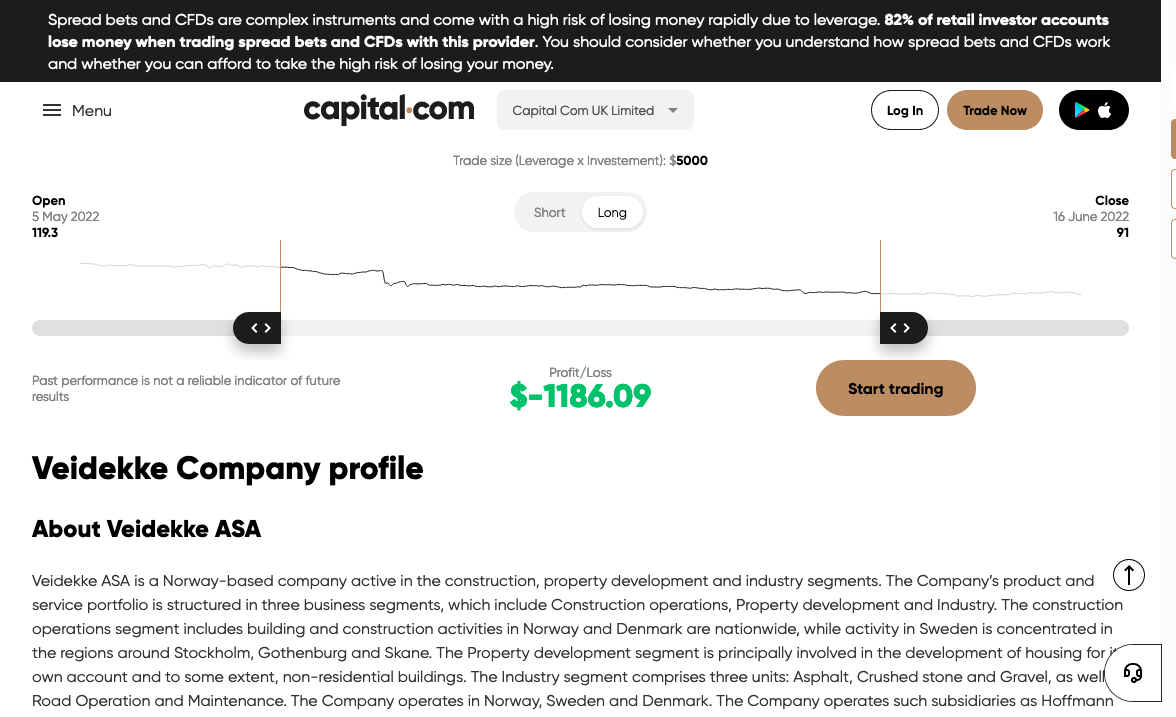 Spread bets and CFDs are complex instruments and come with a high risk of losing money rapidly due to leverage. 82% of retail investor accounts
lose money when trading spread bets and CFDs with this provider. You should consider whether you understand how spread bets and CFDs work
and whether you can afford to take the high risk of losing your money.
Menu
capital.com
Capital Com UK Limited
Log In
Trade Now
Trade size (Leverage x Investement): $5000
Open
5 May 2022
119.3
Short
Long
Close
16 June 2022
91
Past performance is not a reliable indicator of future
results
Profit/Loss
$-1186.09
Start trading
Veidekke Company profile
About Veidekke ASA
Veidekke ASA is a Norway-based company active in the construction, property development and industry segments. The Company's product and
service portfolio is structured in three business segments, which include Construction operations, Property development and Industry. The construction
operations segment includes building and construction activities in Norway and Denmark are nationwide, while activity in Sweden is concentrated in
the regions around Stockholm, Gothenburg and Skane. The Property development segment is principally involved in the development of housing for
own account and to some extent, non-residential buildings. The Industry segment comprises three units: Asphalt, Crushed stone and Gravel, as well
Road Operation and Maintenance. The Company operates in Norway, Sweden and Denmark. The Company operates such subsidiaries as Hoffmann